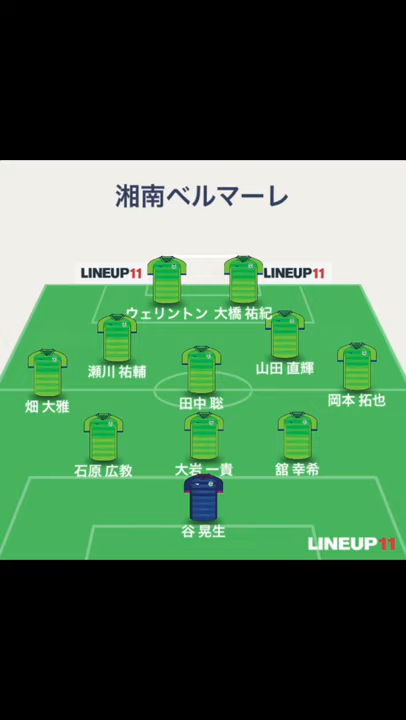 湘南ベルマーレ
LINEUP11 LINEUP11
ウェリントン 大橋 祐紀
瀬川 祐輔 山田 直輝
畑 大雅 田中 聡 岡本 拓也
石原 広教 大岩 一貴 舘 幸希
谷 晃生
LINEUP11